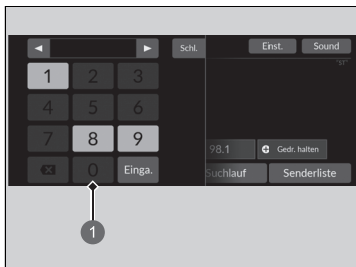 Schl.
Einst.
Sound
"ST"
1 2 3
4 5 6
7 8 9
0 Einga.
98.1
Gedr. halten
Suchlauf
Senderliste
1